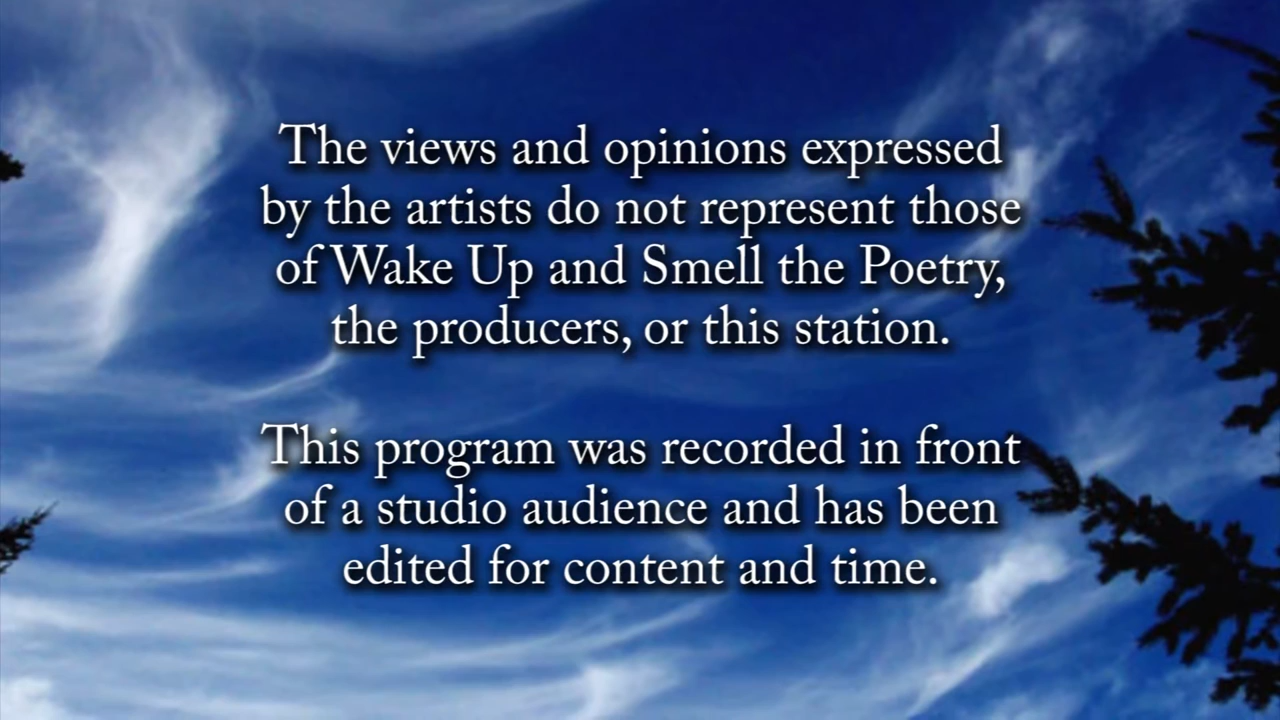 The views and opinions expressed
by the artists do not represent those
of Wake Up and Smell the Poetry,
the producers, or this station.
This program was recorded in front
of a studio audience and has been
edited for content and time.